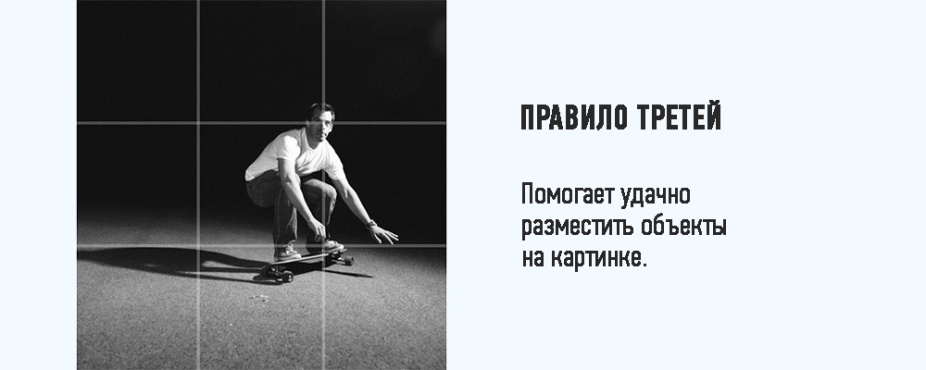 ПРАВИЛО ТРЕТЕЙ
Помогает удачно
разместить объекты
на картинке.